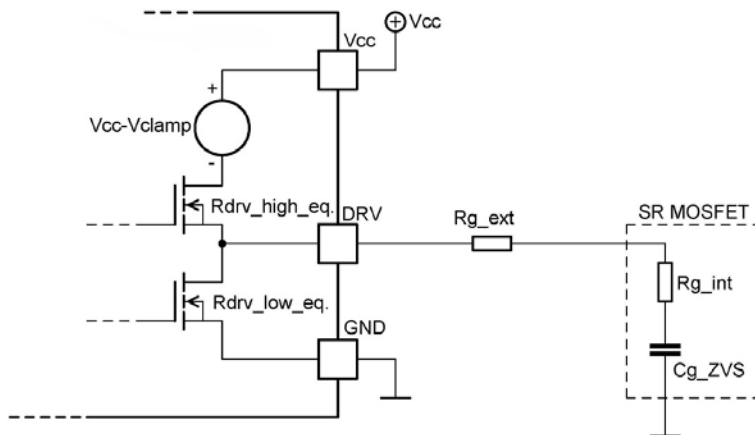 Vcc
Vcc
+
Vcc-Vclamp
-
Rdrv_high_eq.
DRV
Rg_ext
SR MOSFET
Rg_int
Rdrv_low_eq.
GND
Cg_ZVS